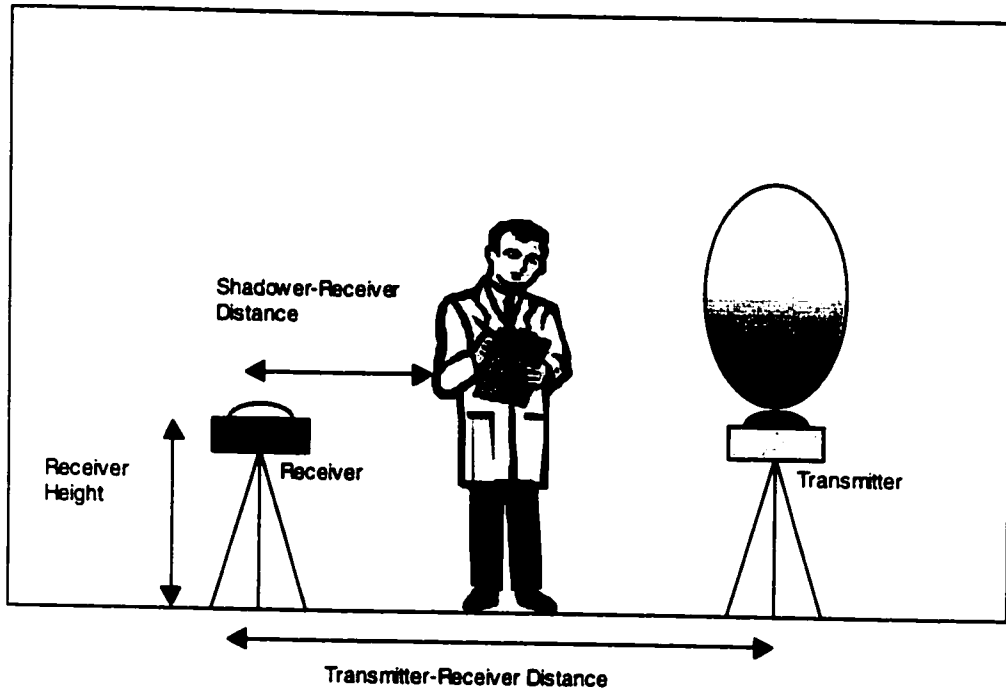 Shadower-Receiver
Distance
Receiver
Height
Receiver
Transmitter
Transmitter-Receiver Distance